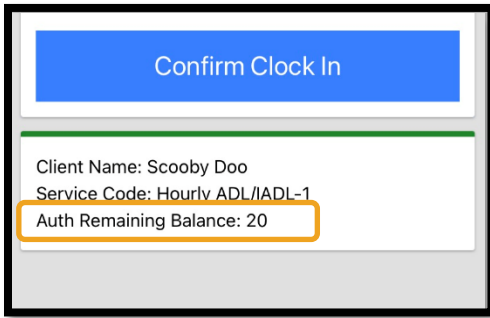 Confirm Clock In
Client Name: Scooby Doo
Service Code: Hourly ADL/IADL-1
Auth Remaining Balance: 20